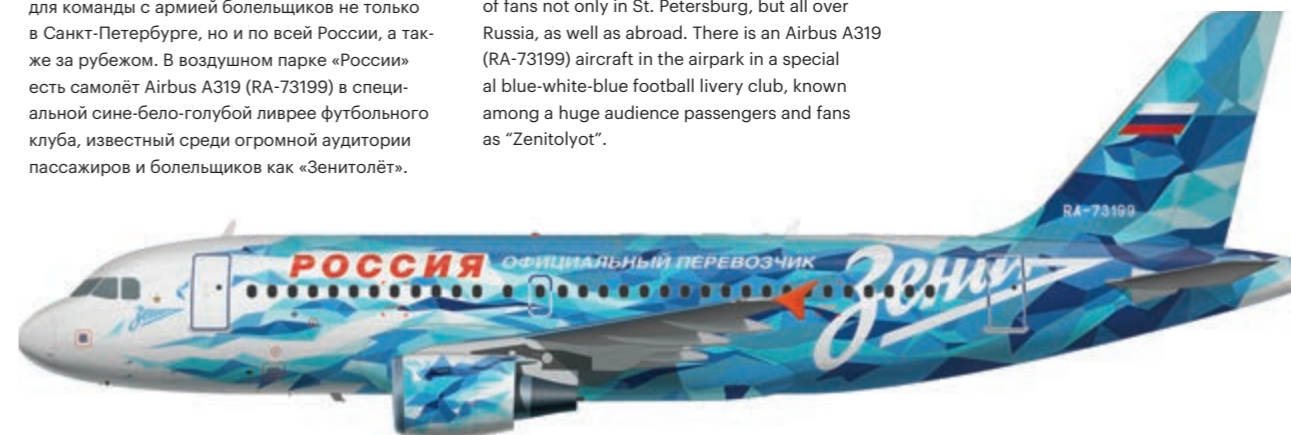 для команды с армией болельщиков не только
в Санкт-Петербурге, но и по всей России, а так-
же за рубежом. В воздушном парке «России»
есть самолёт Airbus A319 (RA-73199) в специ-
альной сине-бело-голубой ливрее футбольного
клуба, известный среди огромной аудитории
пассажиров и болельщиков как «Зенитолёт».
of fans not only in St. Petersburg, but all over
Russia, as well as abroad. There is an Airbus A319
(RA-73199) aircraft in the airpark in a special
al blue-white-blue football livery club, known
among a huge audience passengers and fans
as “Zenitolyot”.
RA-73199
РОССИЯ ОФИЦИАЛЬНЫЙ ПЕРЕВОЗЧИК
Зенит
Зенит